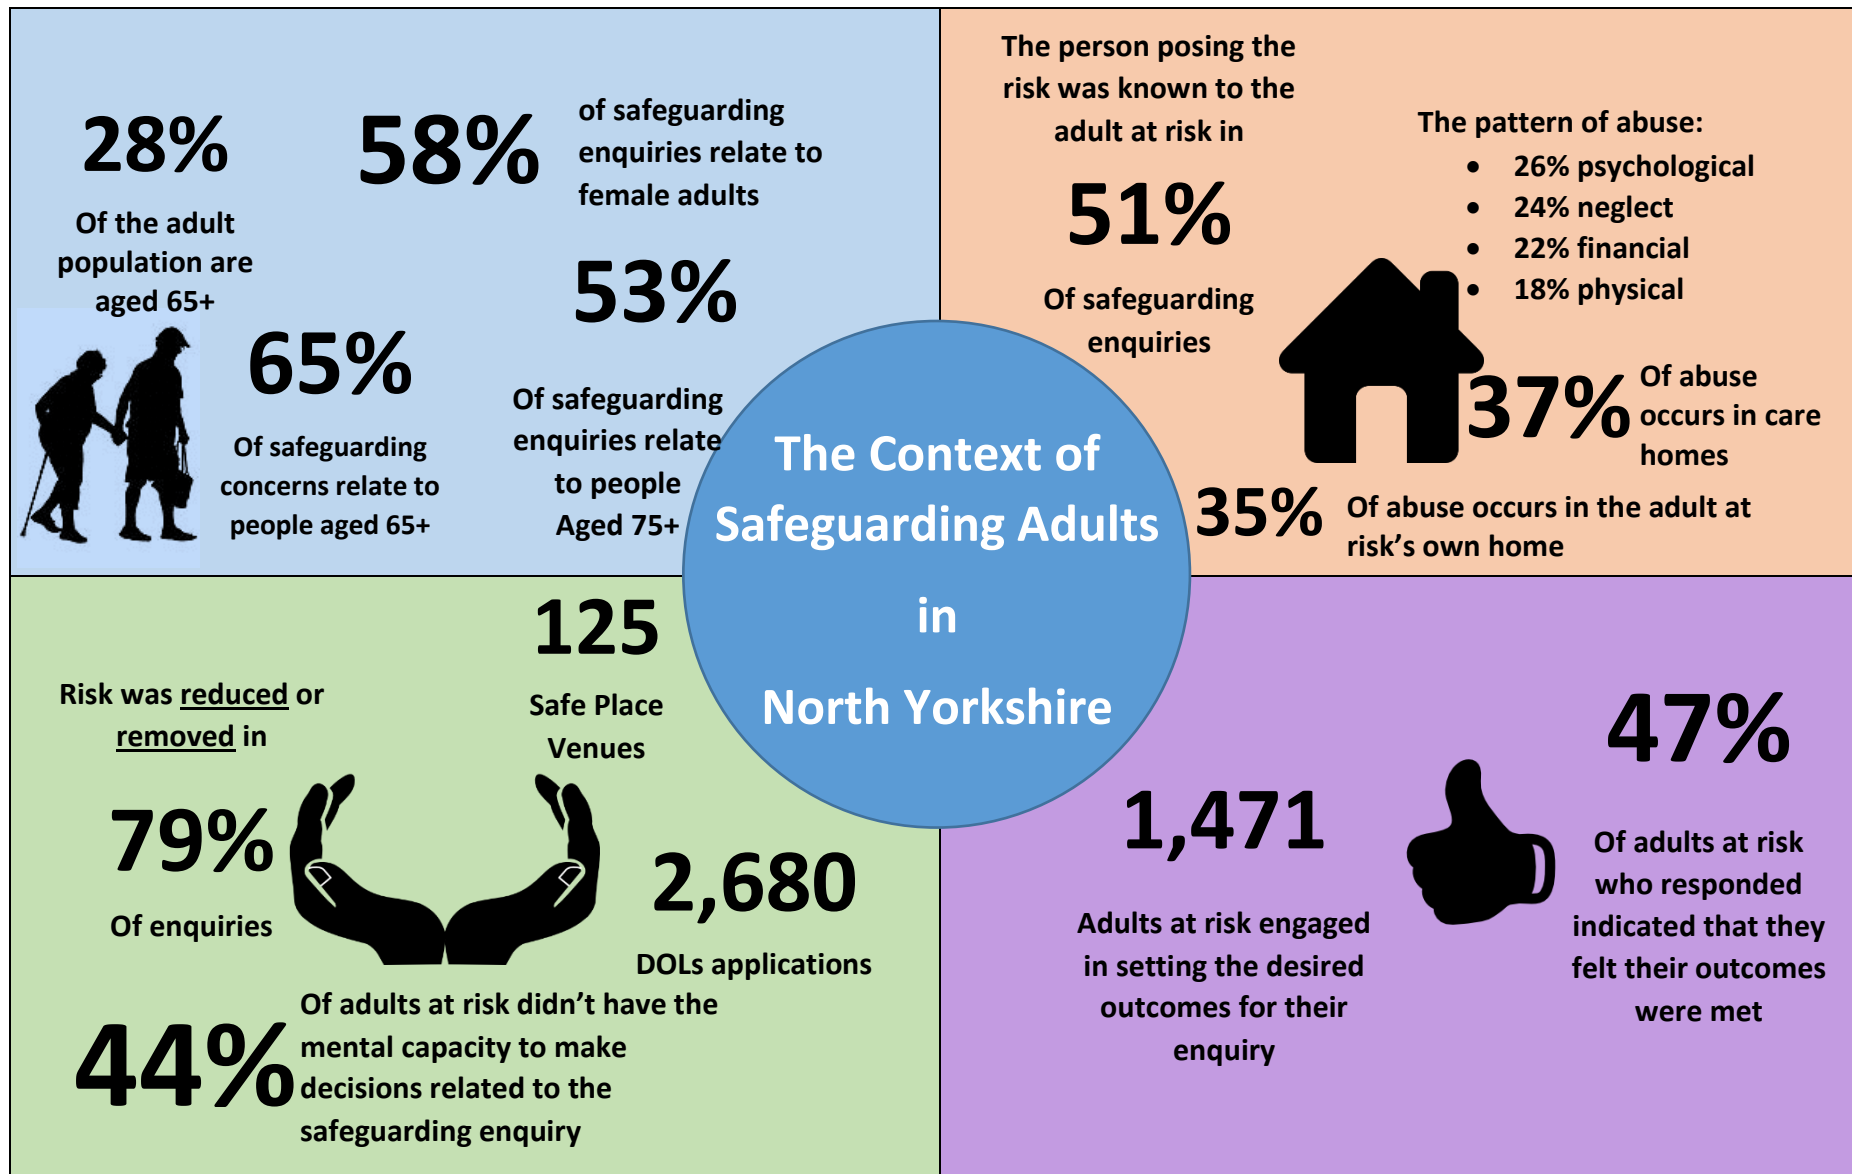 28%
Of the adult
population are
aged 65+
58%
of safeguarding
enquiries relate to
female adults
65%
Of safeguarding
concerns relate to
people aged 65+
53%
Of safeguarding
enquiries relate
to people
Aged 75+
The person posing the
risk was known to the
adult at risk in
51%
Of safeguarding
enquiries
The pattern of abuse:
• 26% psychological
• 24% neglect
• 22% financial
• 18% physical
37%
Of abuse
occurs in care
homes
35%
Of abuse occurs in the adult at
risk’s own home
The Context of
Safeguarding Adults
in
North Yorkshire
Risk was reduced or
removed in
79%
Of enquiries
125
Safe Place
Venues
2,680
DOLs applications
44%
Of adults at risk didn’t have the
mental capacity to make
decisions related to the
safeguarding enquiry
1,471
Adults at risk engaged
in setting the desired
outcomes for their
enquiry
47%
Of adults at risk
who responded
indicated that they
felt their outcomes
were met